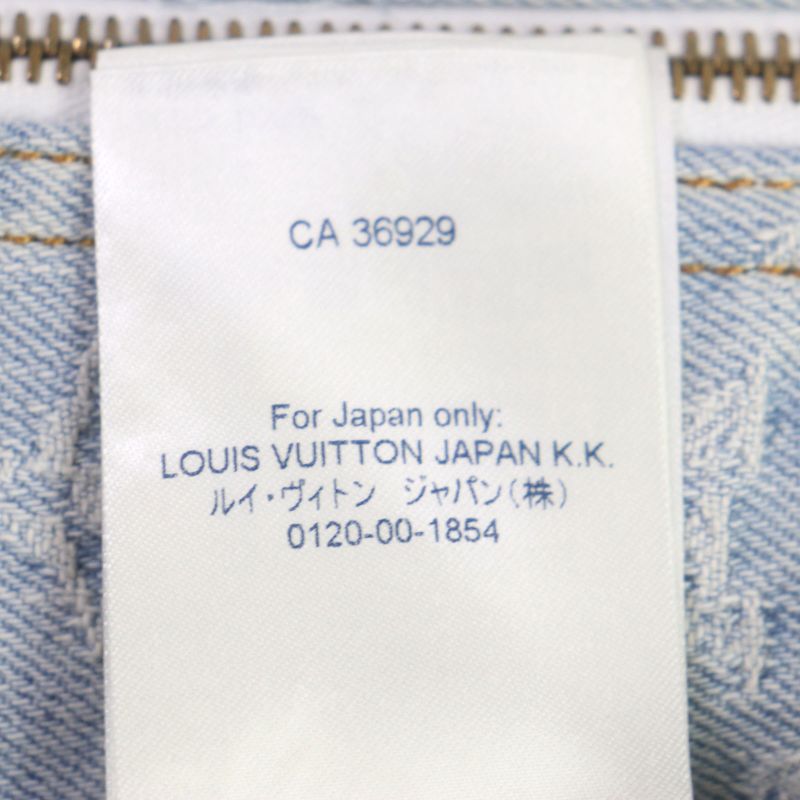 CA 36929
For Japan only:
LOUIS VUITTON JAPAN K.K.
ルイ・ヴィトン ジャパン(株)
0120-00-1854